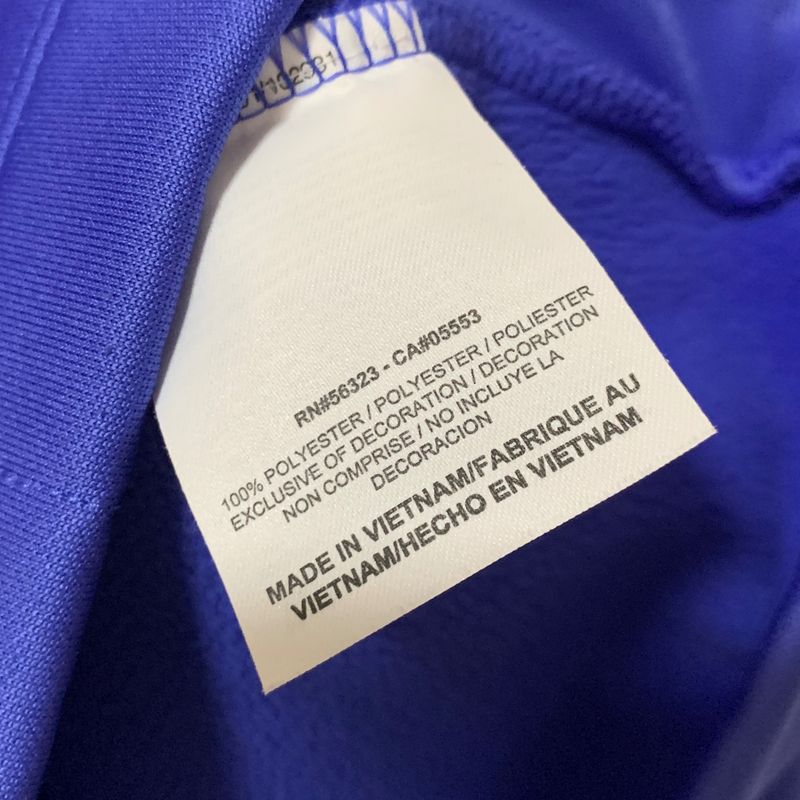 RN#56323 - CA#05553
100% POLYESTER / POLYESTER / POLIESTER
EXCLUSIVE OF DECORATION / DECORATION
NON COMPRISE / NO INCLUYE LA
DECORACION
MADE IN VIETNAM/FABRIQUE AU
VIETNAM/HECHO EN VIETNAM